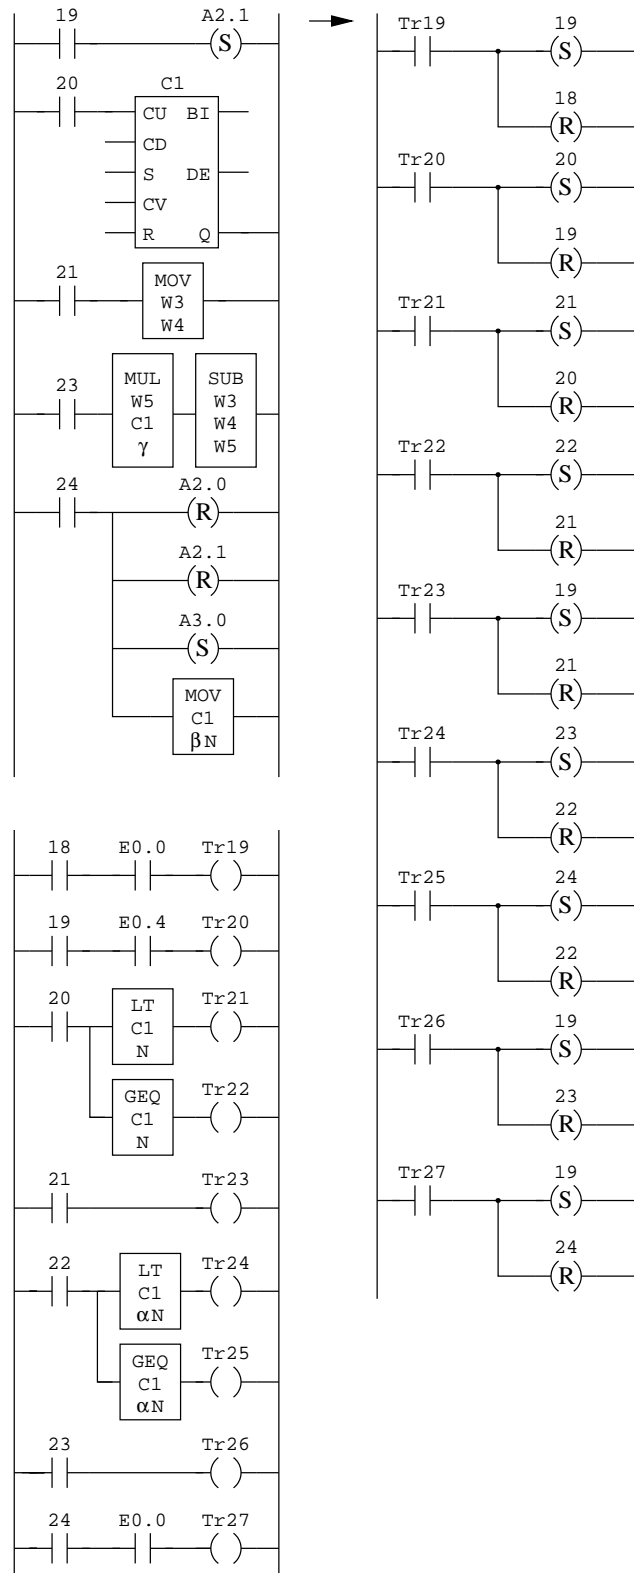 19 A2.1
(S)
20 C1
CU BI
CD
S DE
CV
R Q
21 MOV
W3
W4
23 MUL SUB
W5 W3
C1 W4
γ W5
24 A2.0
(R)
A2.1
(R)
A3.0
(S)
MOV
C1
βN
18 E0.0 Tr19
19 E0.4 Tr20
20 LT Tr21
C1
N
GEQ Tr22
C1
N
21 Tr23
22 LT Tr24
C1
αN
GEQ Tr25
C1
αN
23 Tr26
24 E0.0 Tr27
Tr19 19
(S)
18
(R)
Tr20 20
(S)
19
(R)
Tr21 21
(S)
20
(R)
Tr22 22
(S)
21
(R)
Tr23 19
(S)
21
(R)
Tr24 23
(S)
22
(R)
Tr25 24
(S)
22
(R)
Tr26 19
(S)
23
(R)
Tr27 19
(S)
24
(R)